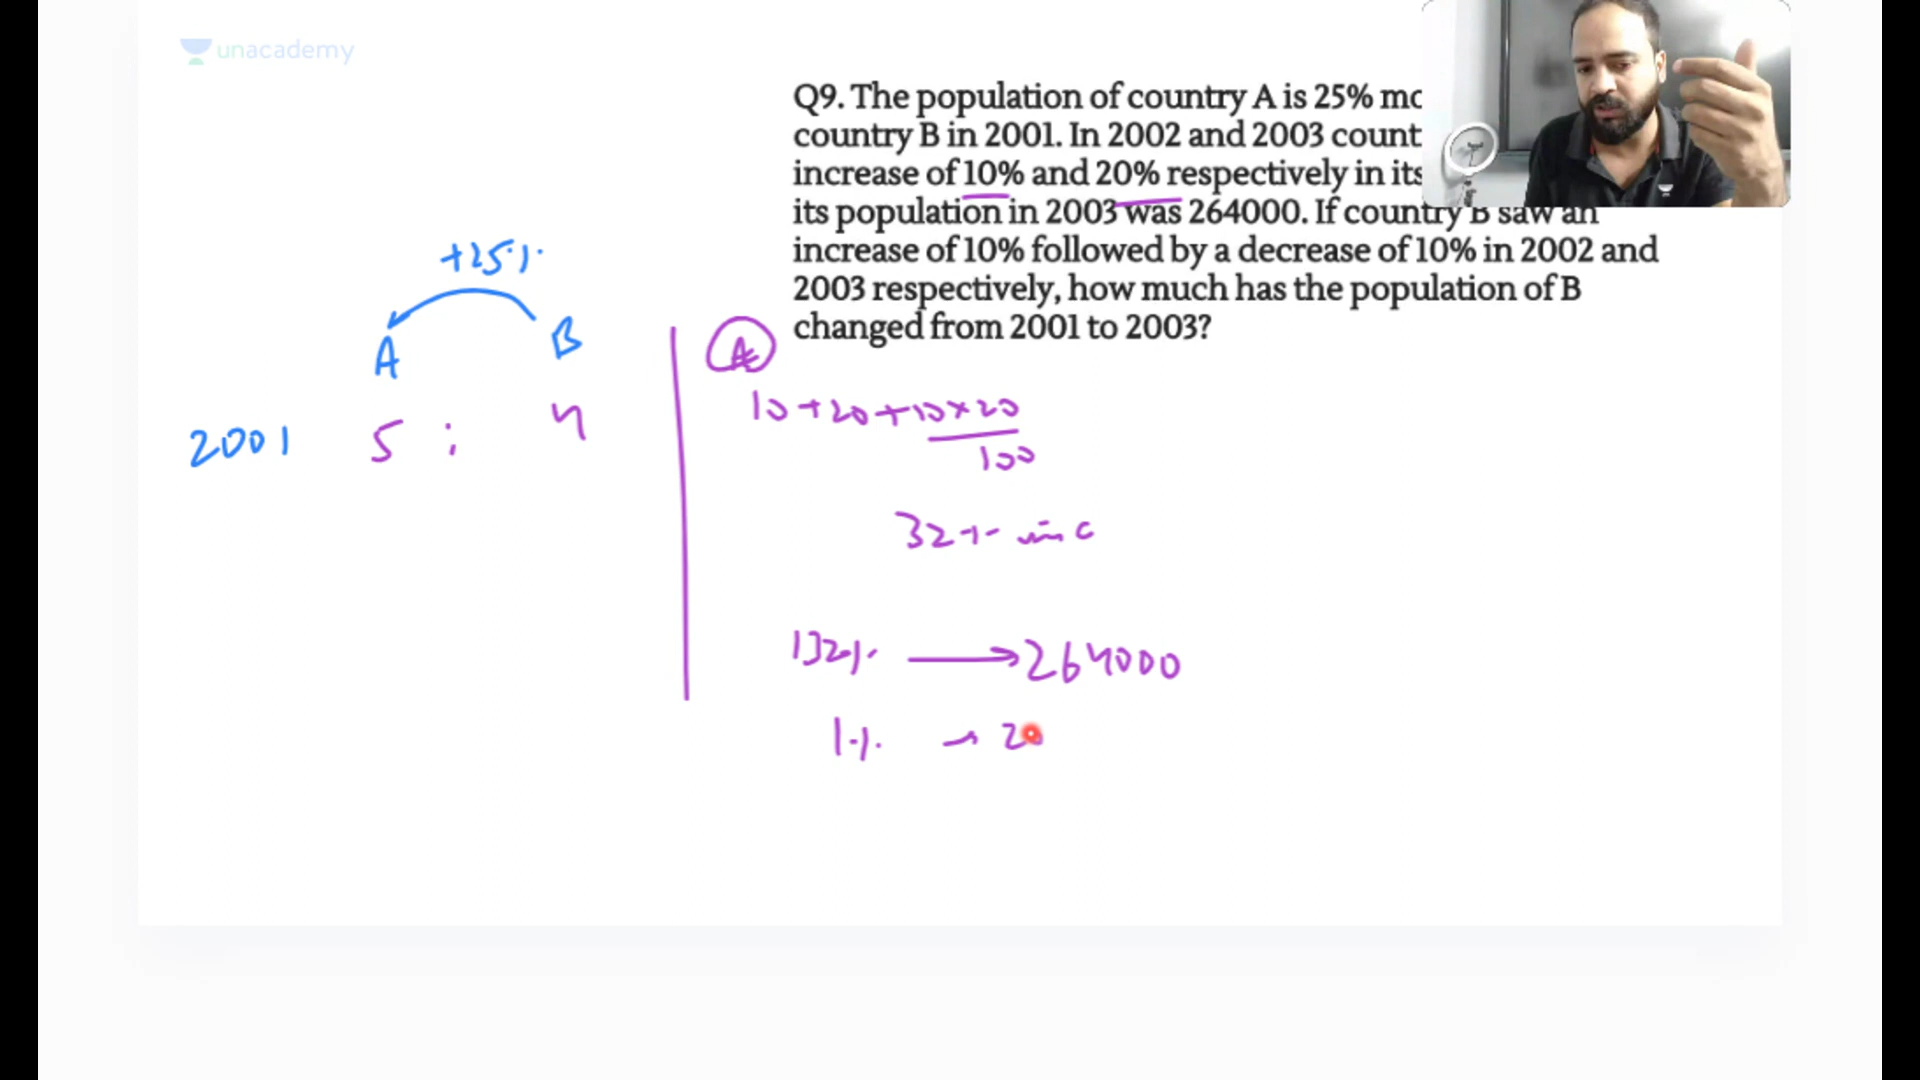 unacademy
Q9. The population of country A is 25%
country B in 2001. In 2002 and 2003
increase of 10% and 20% respectively in its
its population in 2003 was 264000. If country B saw an
increase of 10% followed by a decrease of 10% in 2002 and
2003 respectively, how much has the population of B
changed from 2001 to 2003?
+25%
A B
2001 5 : 4
A
10+20+10×20
100
32% inc
132% → 264000
1% → 20